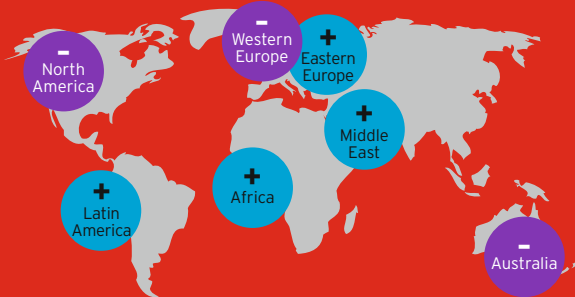 -
North
America
-
Western
Europe
+
Eastern
Europe
+
Middle
East
+
Africa
+
Latin
America
-
Australia